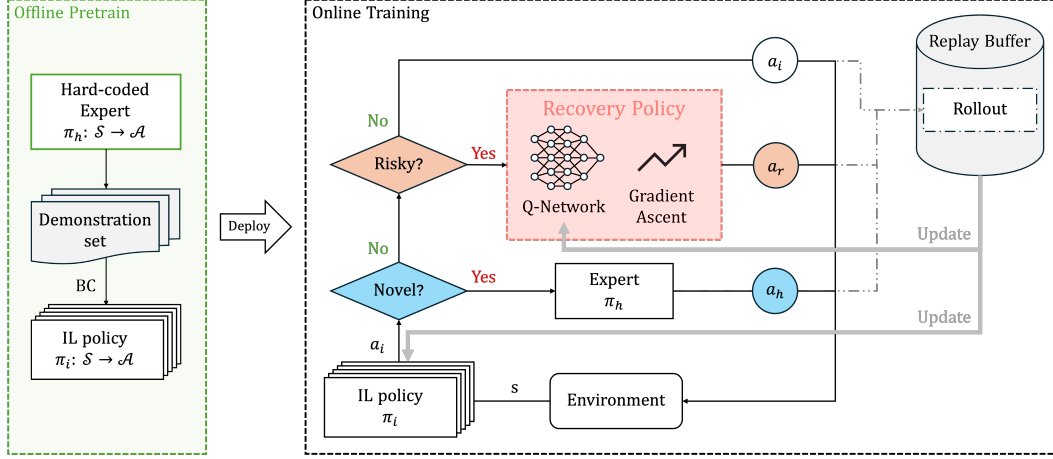 Offline Pretrain
Hard-coded
Expert
π_h: 𝒮 → 𝒜
Demonstration
set
BC
IL policy
π_i: 𝒮 → 𝒜
Deploy
Online Training
a_i
Replay Buffer
Rollout
No
Risky?
Yes
Recovery Policy
Q-Network
Gradient
Ascent
a_r
Update
No
Novel?
Yes
Expert
π_h
a_h
Update
a_i
IL policy
π_i
s
Environment